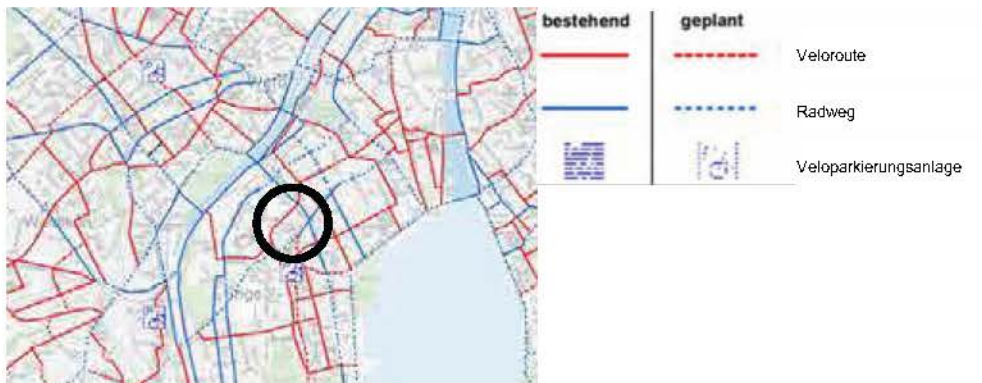 bestehend
geplant
Veloroute
Radweg
Veloparkierungsanlage